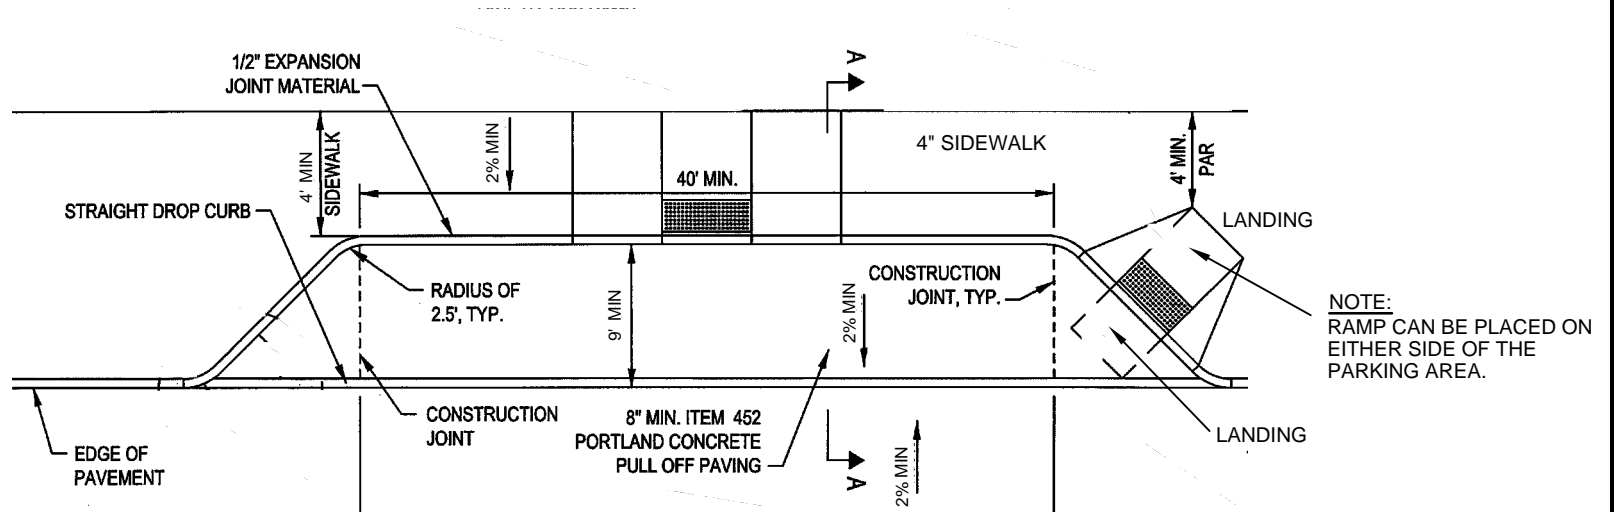 1/2" EXPANSION
JOINT MATERIAL
A
4' MIN
SIDEWALK
2% MIN
40' MIN.
4" SIDEWALK
4' MIN.
PAR
STRAIGHT DROP CURB
LANDING
RADIUS OF
2.5', TYP.
9' MIN
2% MIN
CONSTRUCTION
JOINT, TYP.
NOTE:
RAMP CAN BE PLACED ON
EITHER SIDE OF THE
PARKING AREA.
EDGE OF
PAVEMENT
CONSTRUCTION
JOINT
8" MIN. ITEM 452
PORTLAND CONCRETE
PULL OFF PAVING
A
2% MIN
LANDING